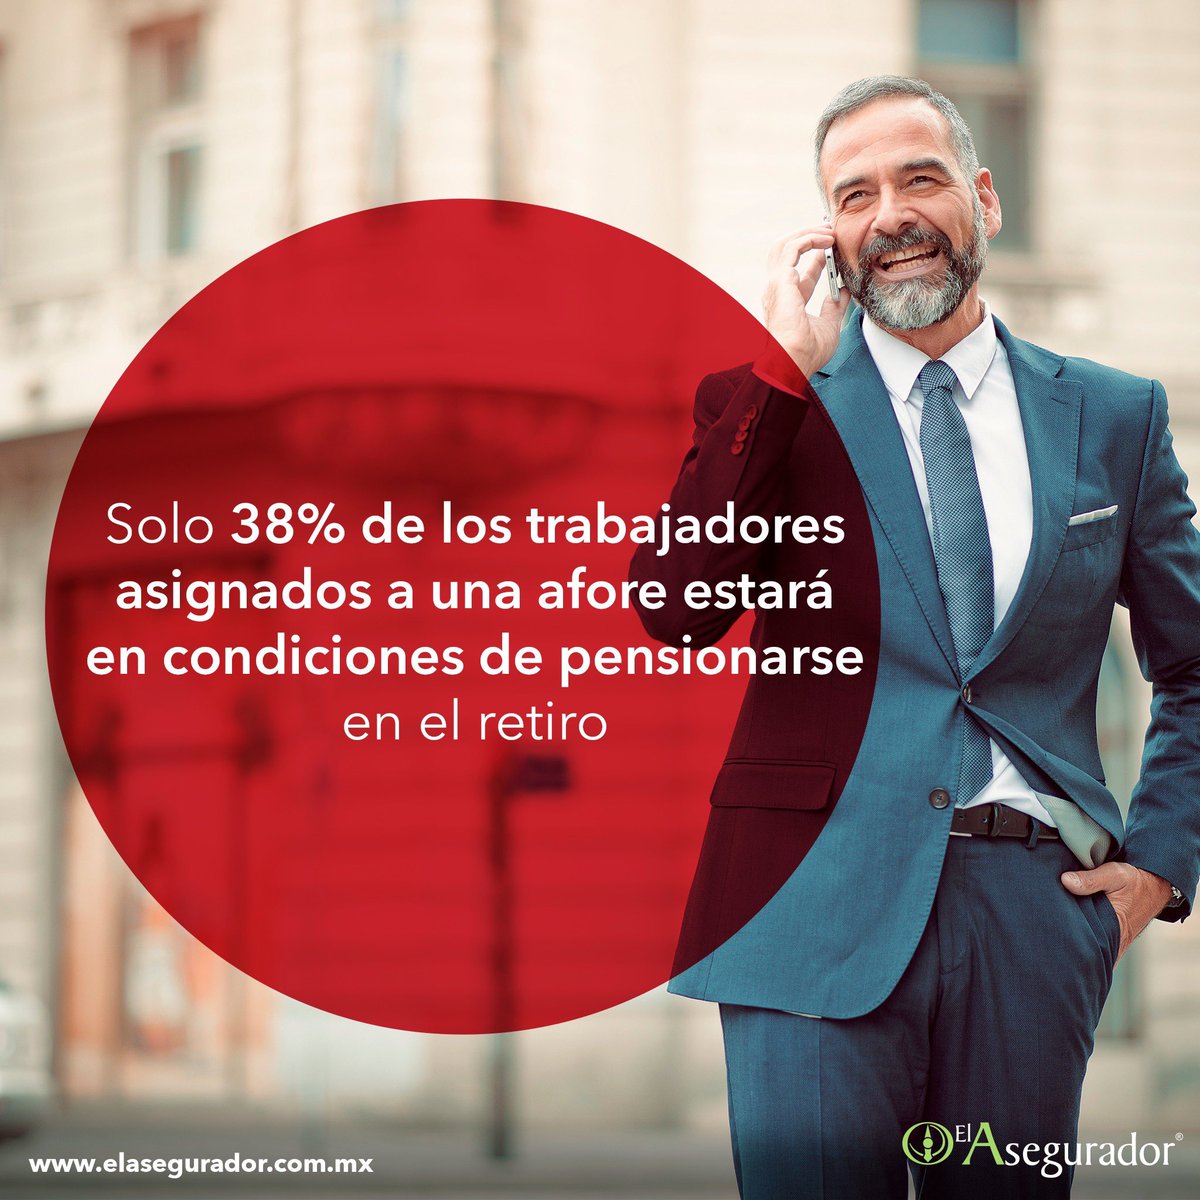 Solo 38% de los trabajadores
asignados a una afore estará
en condiciones de pensionarse
en el retiro
www.elasegurador.com.mx
El Asegurador®